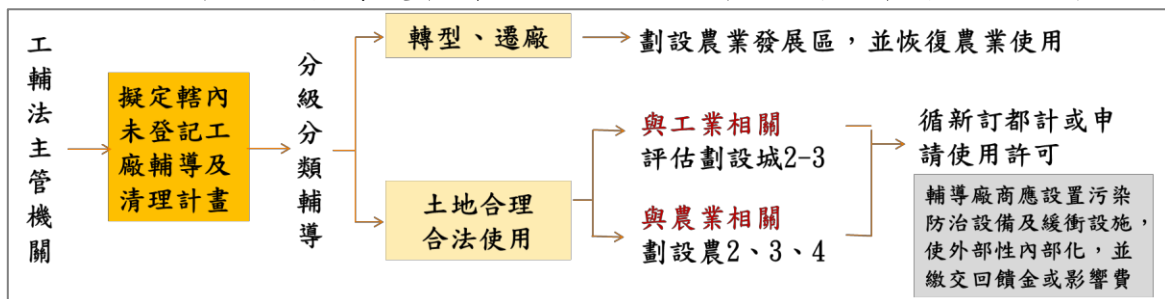 工輔法主管機關
擬定轄內
未登記工
廠輔導及
清理計畫
分級分類輔導
轉型、遷廠
劃設農業發展區，並恢復農業使用
土地合理
合法使用
與工業相關
評估劃設城2-3
與農業相關
劃設農2、3、4
循新訂都計或申
請使用許可
輔導廠商應設置污染
防治設備及緩衝設施，
使外部性內部化，並
繳交回饋金或影響費